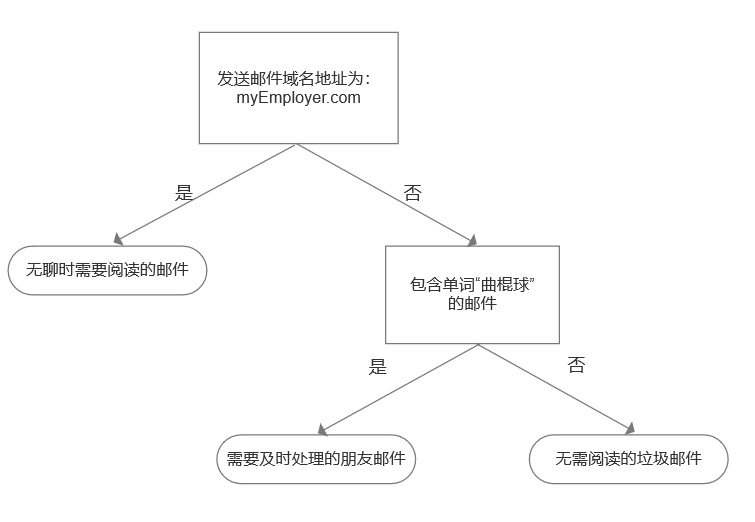 发送邮件域名地址为：
myEmployer.com
是
否
无聊时需要阅读的邮件
包含单词“曲棍球”
的邮件
是
否
需要及时处理的朋友邮件
无需阅读的垃圾邮件